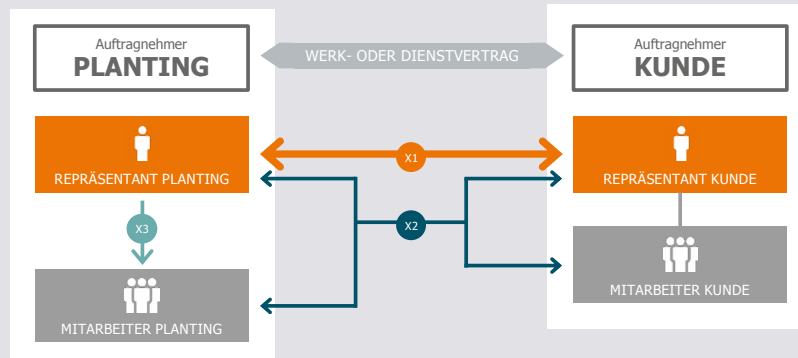 Auftragnehmer
PLANTING
WERK- ODER DIENSTVERTRAG
Auftragnehmer
KUNDE
REPRÄSENTANT PLANTING
X1
REPRÄSENTANT KUNDE
X3
X2
MITARBEITER PLANTING
MITARBEITER KUNDE